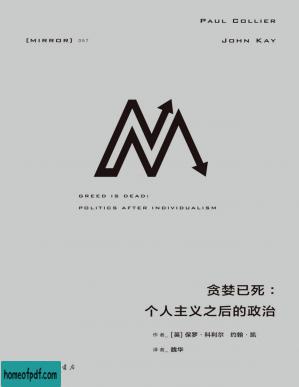 PAUL COLLIER
[MIRROR] 057
JOHN KAY
GREED IS DEAD:
POLITICS AFTER INDIVIDUALISM
贪婪已死：
个人主义之后的政治
作者_ [英] 保罗·科利尔 约翰·凯
译者_ 魏华
homeofpdf.com
书店